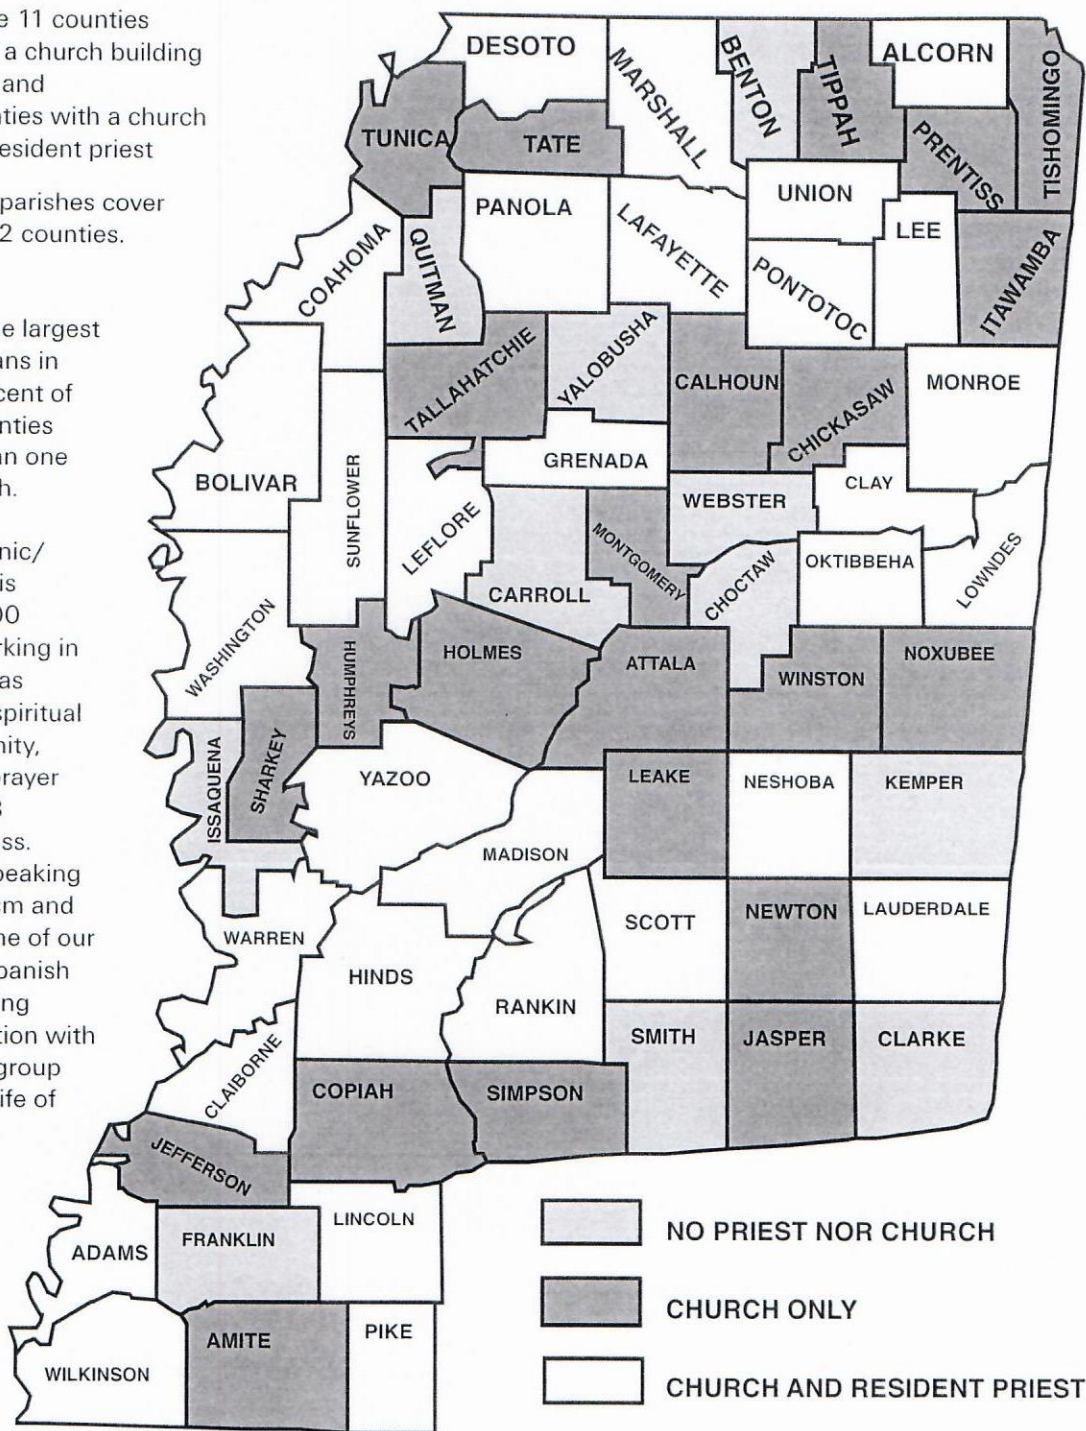 e 11 counties
a church building
and
nties with a church
esident priest
parishes cover
2 counties.
e largest
ans in
cent of
nties
an one
h.
nic/
is
00
rking in
as
spiritual
nity,
prayer
3
ss.
peaking
sm and
ne of our
panish
ng
tion with
group
life of
DESOTO
MARSHALL
BENTON
TIPPAH
ALCORN
TISHOMINGO
TUNICA
TATE
PRENTISS
UNION
PANOLA
LAFAYETTE
LEE
COAHOMA
QUITMAN
PONTOTOC
ITAWAMBA
TALLAHATCHIE
YALOBUSHA
CALHOUN
CHICKASAW
MONROE
BOLIVAR
SUNFLOWER
GRENADA
CLAY
LEFLORE
WEBSTER
MONTGOMERY
OKTIBBEHA
LOWNDES
CARROLL
CHOCTAW
WASHINGTON
HUMPHREYS
HOLMES
ATTALA
WINSTON
NOXUBEE
ISSAQUENA
SHARKEY
YAZOO
LEAKE
NESHOBA
KEMPER
MADISON
WARREN
SCOTT
NEWTON
LAUDERDALE
HINDS
RANKIN
CLAIBORNE
SMITH
JASPER
CLARKE
COPIAH
SIMPSON
JEFFERSON
LINCOLN
ADAMS
FRANKLIN
AMITE
PIKE
WILKINSON
NO PRIEST NOR CHURCH
CHURCH ONLY
CHURCH AND RESIDENT PRIEST